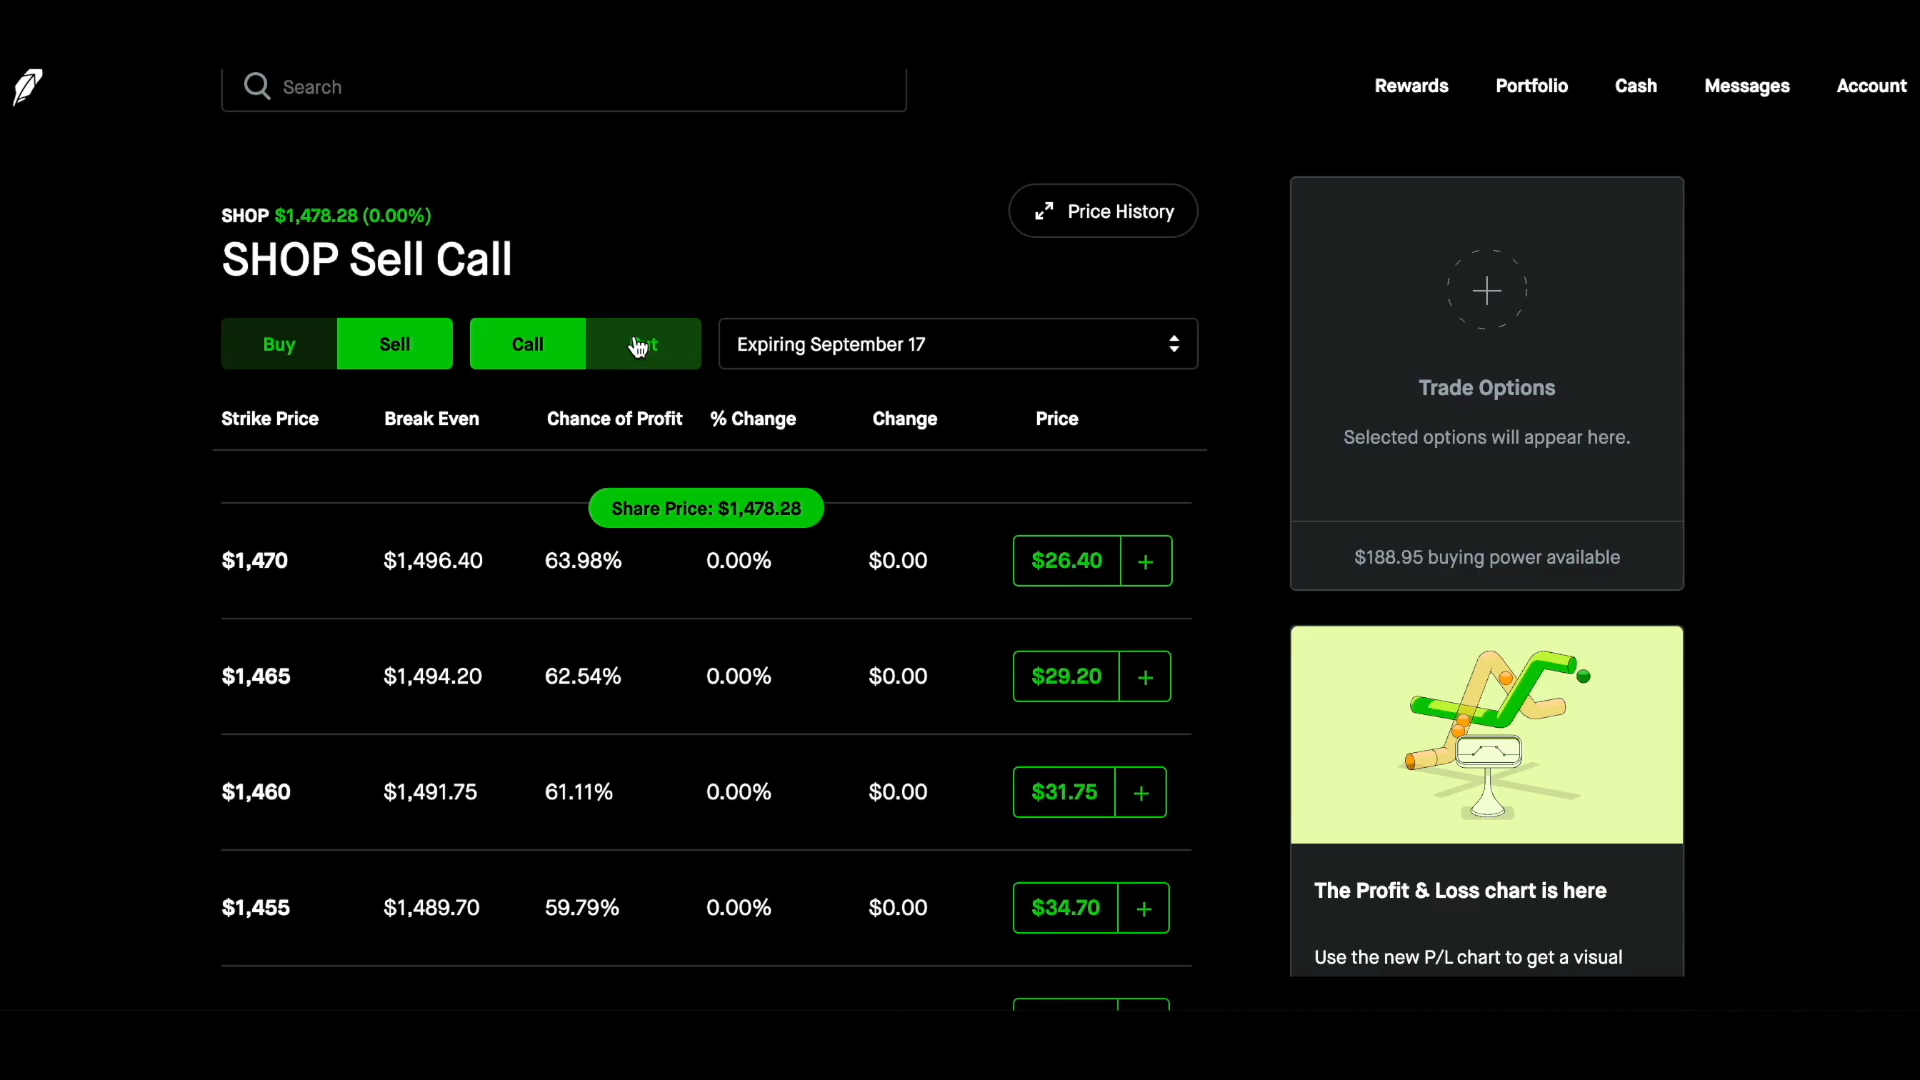 Search
Rewards
Portfolio
Cash
Messages
Account
SHOP $1,478.28 (0.00%)
SHOP Sell Call
Price History
Buy
Sell
Call
Expiring September 17
Strike Price
Break Even
Chance of Profit
% Change
Change
Price
Share Price: $1,478.28
$1,470 $1,496.40 63.98% 0.00% $0.00 $26.40 +
$1,465 $1,494.20 62.54% 0.00% $0.00 $29.20 +
$1,460 $1,491.75 61.11% 0.00% $0.00 $31.75 +
$1,455 $1,489.70 59.79% 0.00% $0.00 $34.70 +
Trade Options
Selected options will appear here.
$188.95 buying power available
The Profit & Loss chart is here
Use the new P/L chart to get a visual